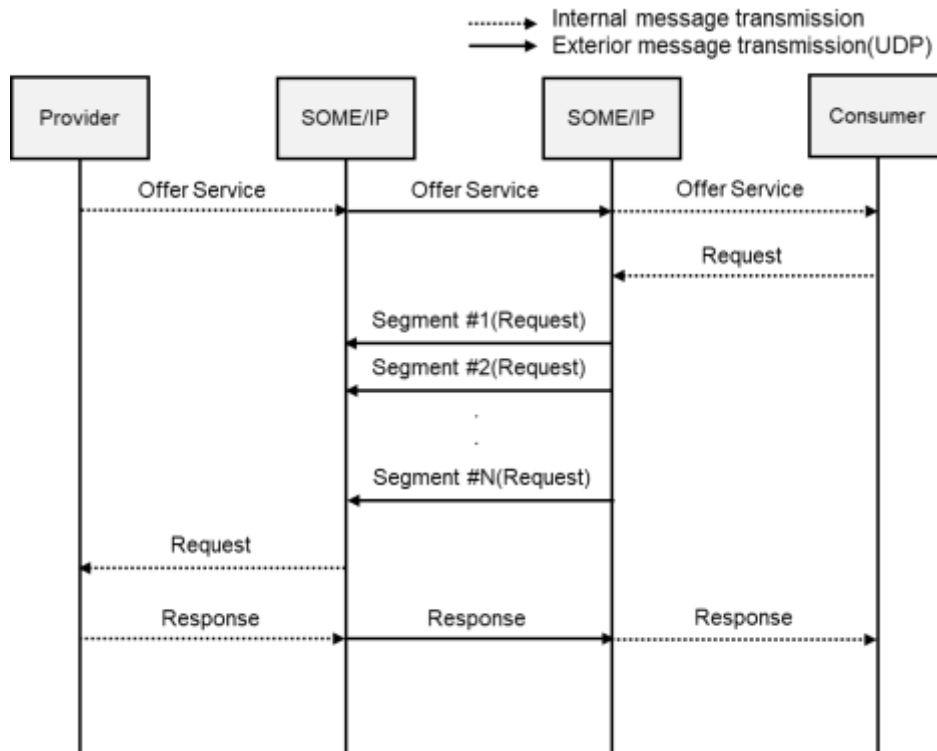 Internal message transmission
Exterior message transmission(UDP)
Provider
SOME/IP
SOME/IP
Consumer
Offer Service
Offer Service
Offer Service
Request
Segment #1(Request)
Segment #2(Request)
.
.
Segment #N(Request)
Request
Response
Response
Response